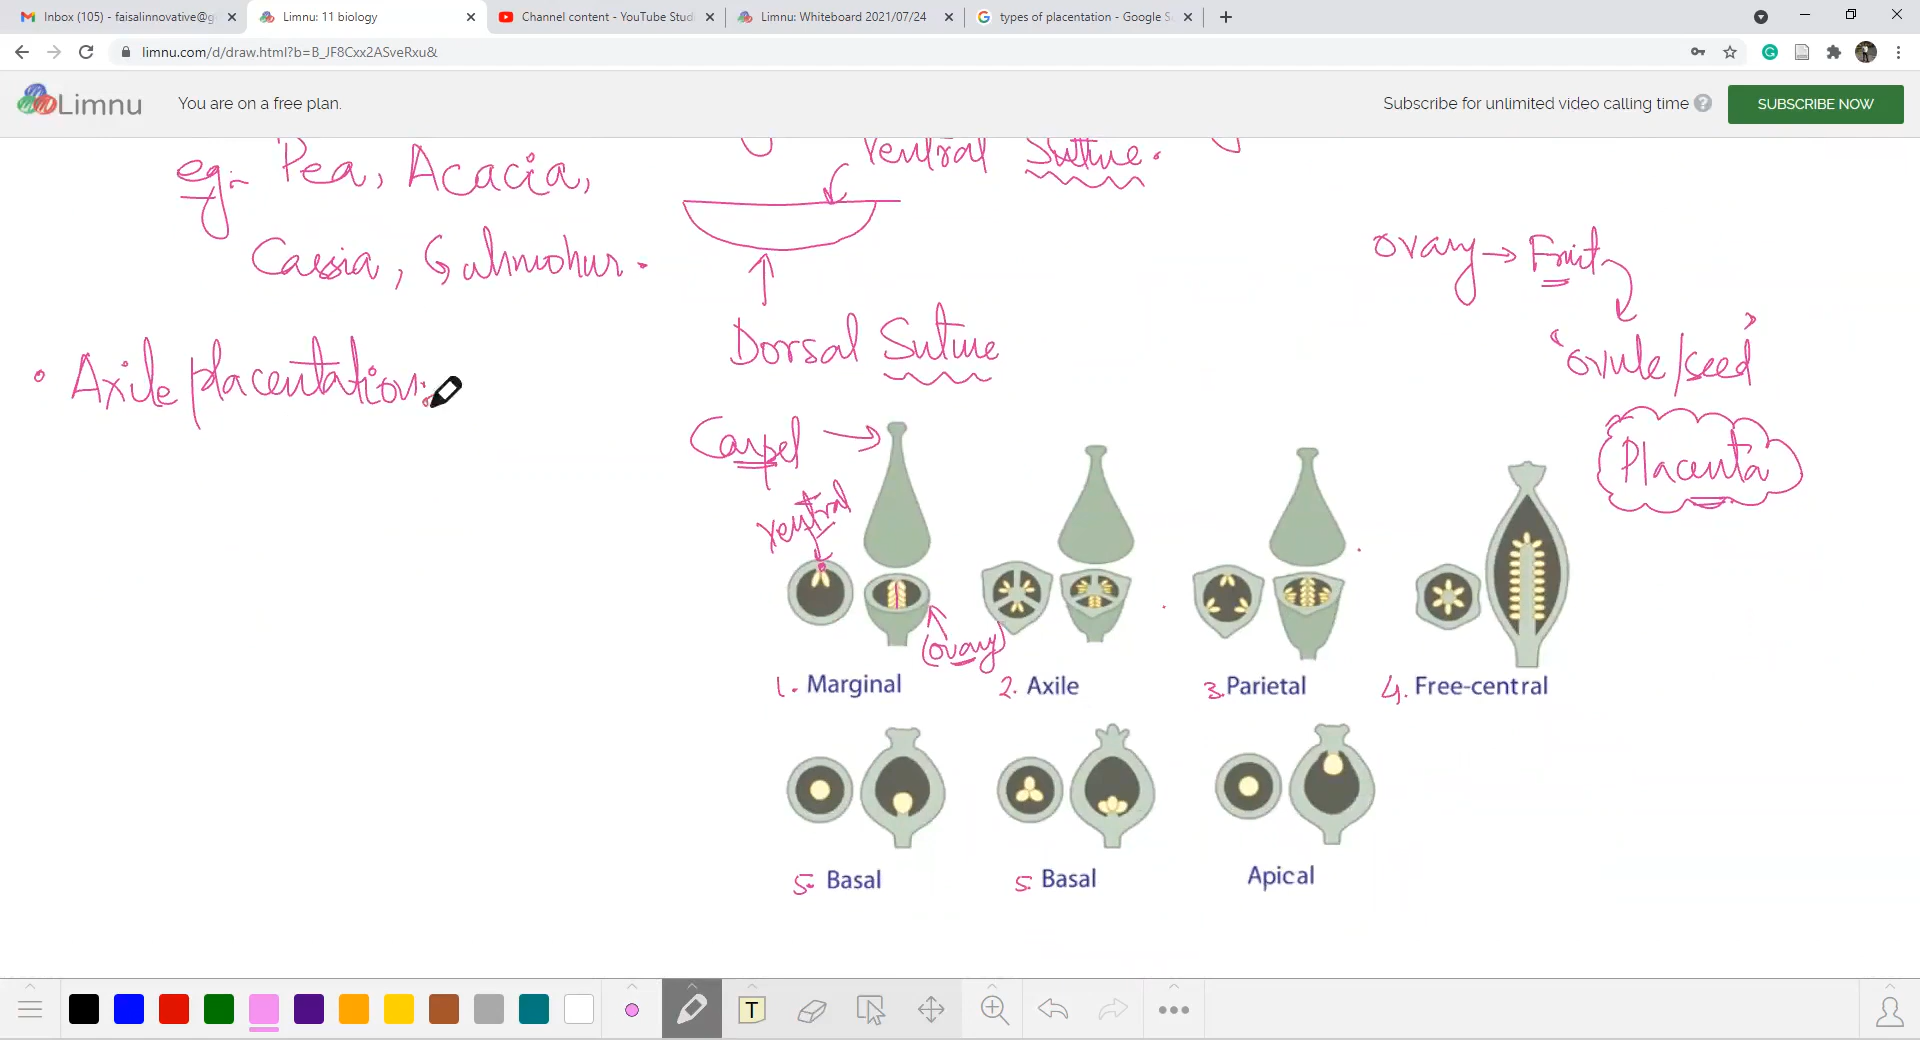 Inbox (105) - faisalinnovative@g
Limnu: 11 biology
Channel content - YouTube Stud
Limnu: Whiteboard 2021/07/24
types of placentation - Google S
limnu.com/d/draw.html?b=B_JF8Cxx2ASveRxu&
Limnu
You are on a free plan.
Subscribe for unlimited video calling time
SUBSCRIBE NOW
eg:- Pea, Acacia,
Cassia, Gulmohur.
Ventral Suture.
Dorsal Suture
ovary → Fruit
"ovule/seed"
Placenta
• Axile placentation:
Carpel →
ventral
(ovary)
1. Marginal
2. Axile
3. Parietal
4. Free-central
5. Basal
5. Basal
Apical
T